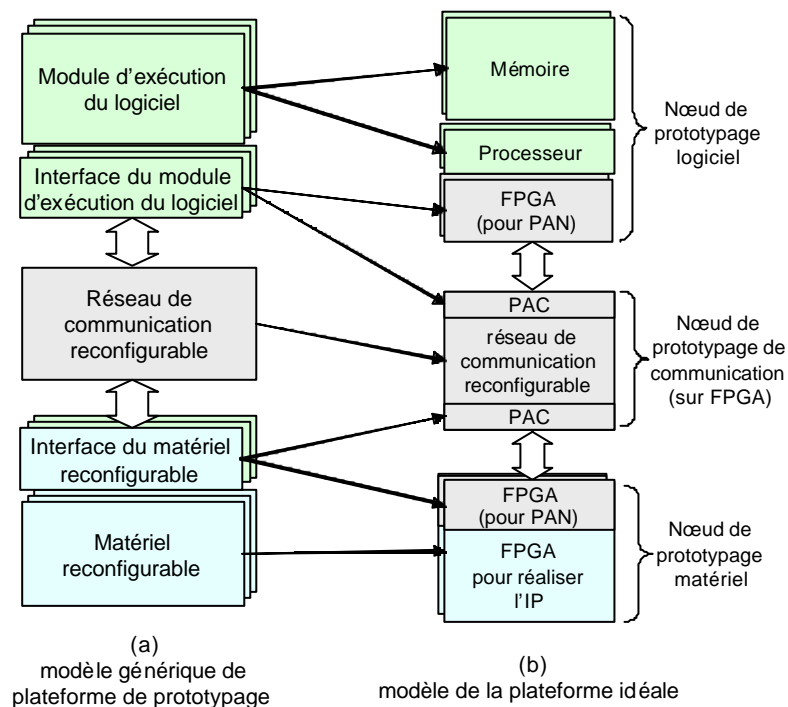 Module d'exécution
du logiciel
Interface du module
d'exécution du logiciel
Réseau de
communication
reconfigurable
Interface du matériel
reconfigurable
Matériel
reconfigurable
(a)
modèle générique de
plateforme de prototypage
Mémoire
Processeur
FPGA
(pour PAN)
PAC
réseau de
communication
reconfigurable
PAC
FPGA
(pour PAN)
FPGA
pour réaliser
l'IP
(b)
modèle de la plateforme idéale
Nœud de
prototypage
logiciel
Nœud de
prototypage de
communication
(sur FPGA)
Nœud de
prototypage
matériel